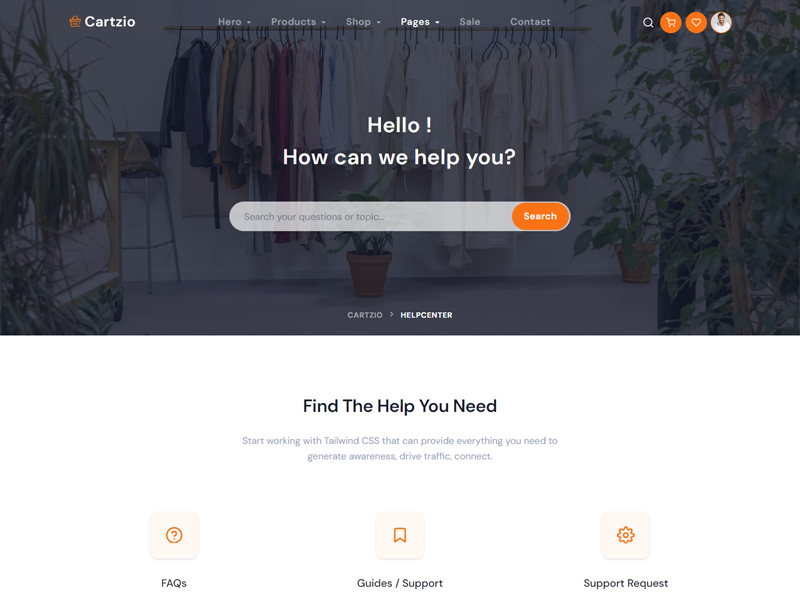 Cartzio
Hero
Products
Shop
Pages
Sale
Contact
Hello !
How can we help you?
Search your questions or topic...
Search
CARTZIO
HELPCENTER
Find The Help You Need
Start working with Tailwind CSS that can provide everything you need to
generate awareness, drive traffic, connect.
FAQs
Guides / Support
Support Request